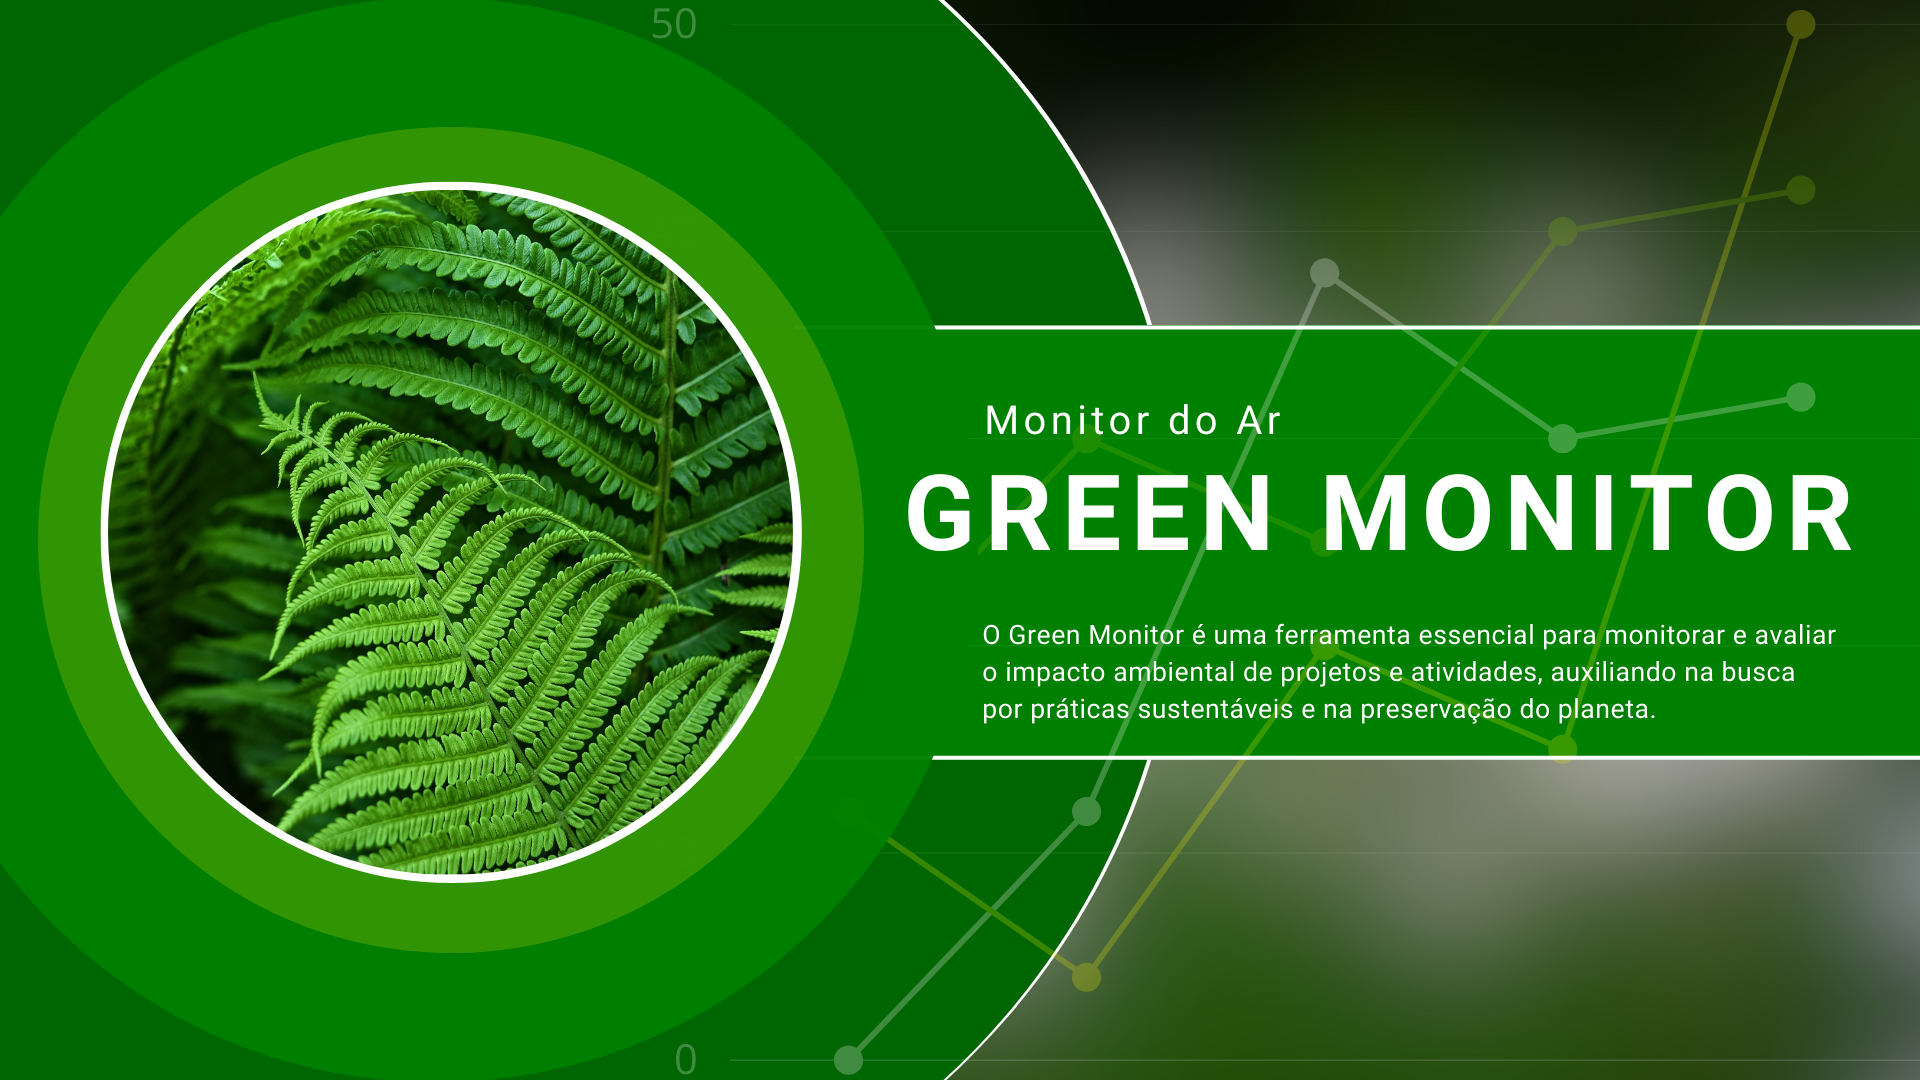 50
Monitor do Ar
GREEN MONITOR
O Green Monitor é uma ferramenta essencial para monitorar e avaliar
o impacto ambiental de projetos e atividades, auxiliando na busca
por práticas sustentáveis e na preservação do planeta.
0